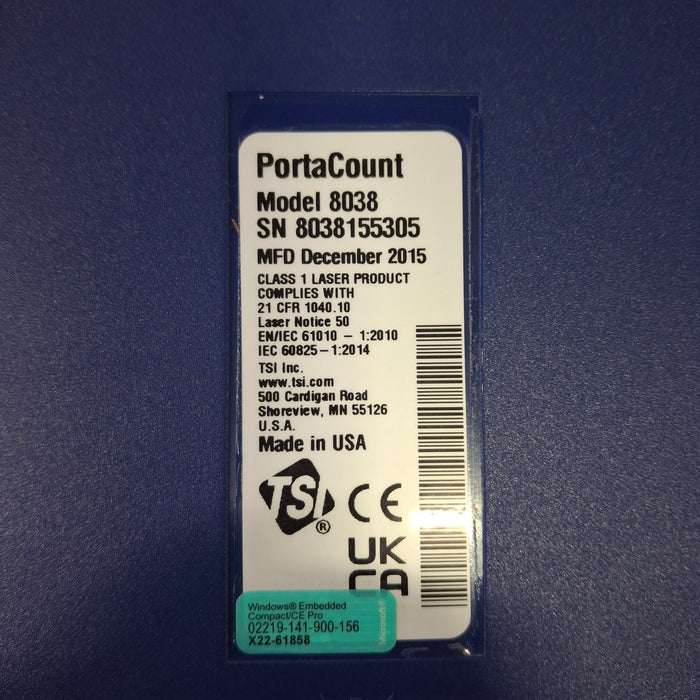 PortaCount
Model 8038
SN 8038155305
MFD December 2015
CLASS 1 LASER PRODUCT
COMPLIES WITH
21 CFR 1040.10
Laser Notice 50
EN/IEC 61010 – 1:2010
IEC 60825–1:2014
TSI Inc.
www.tsi.com
500 Cardigan Road
Shoreview, MN 55126
U.S.A.
Made in USA
TSI®
CE
UK
CA
Windows® Embedded
Compact/CE Pro
02219-141-900-156
X22-61858
Microsoft®